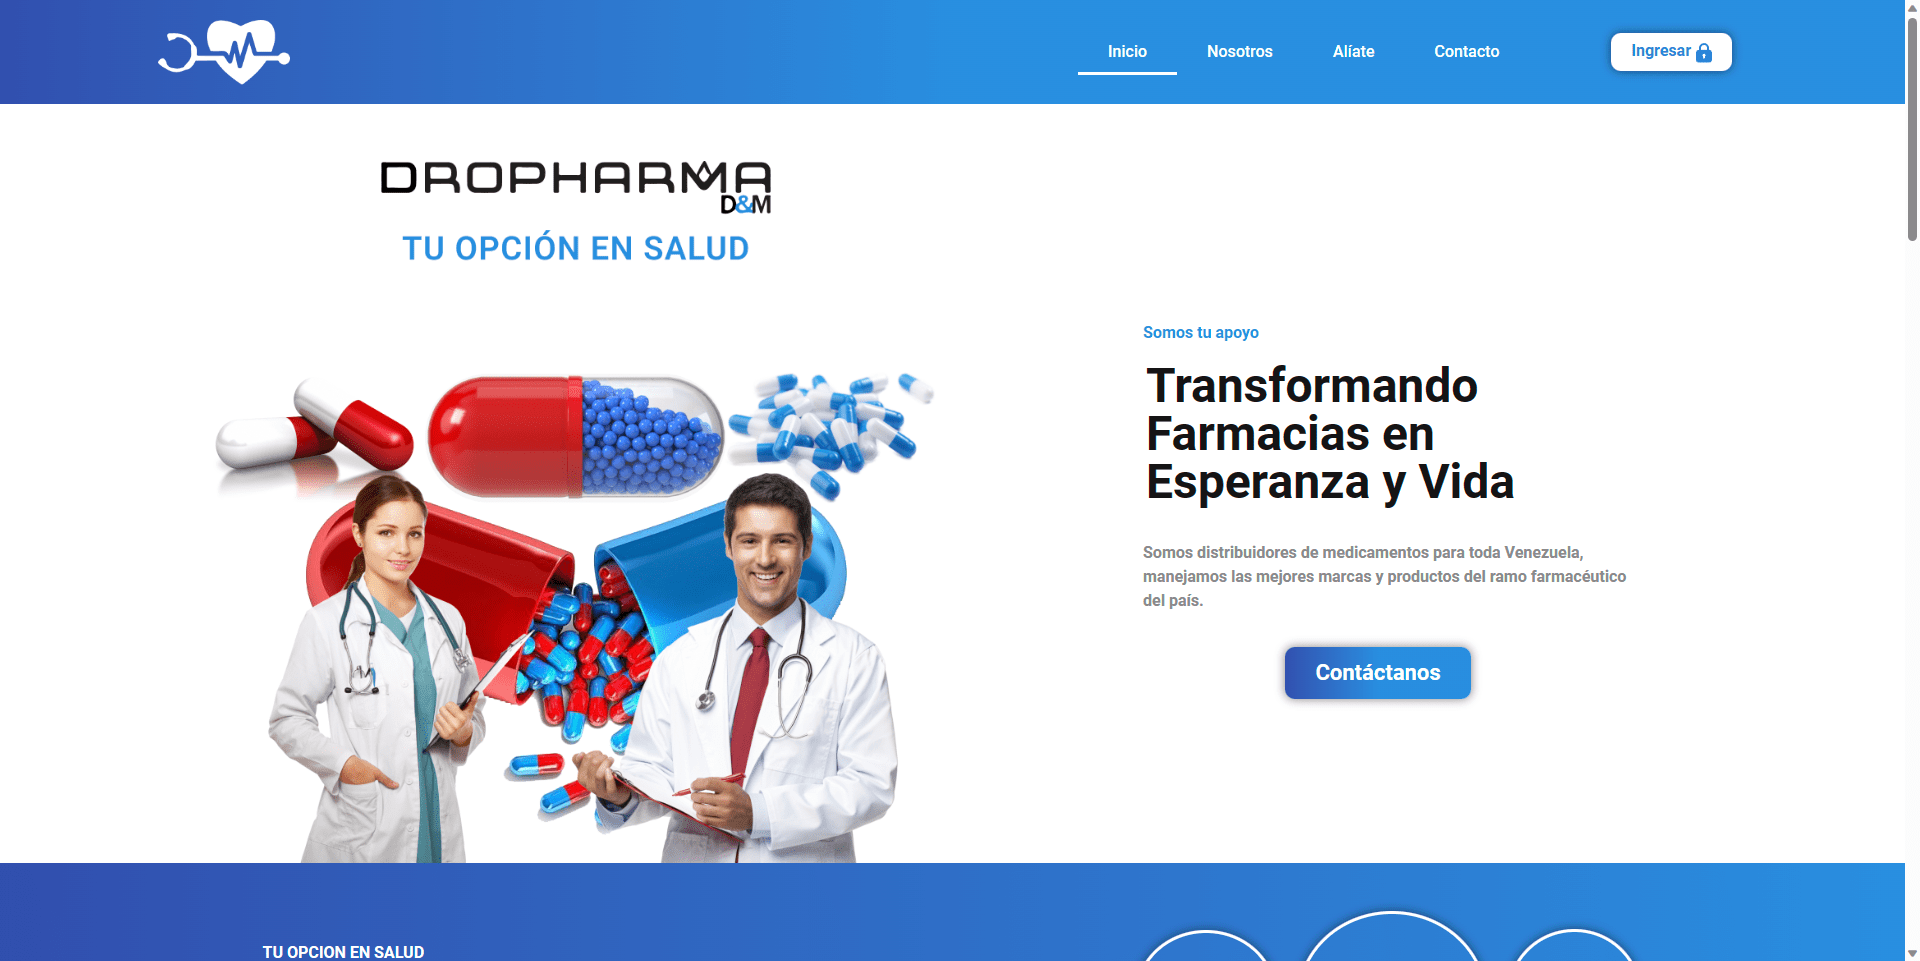 Inicio
Nosotros
Alíate
Contacto
Ingresar
DROPHARMA
D&M
TU OPCIÓN EN SALUD
Somos tu apoyo
Transformando
Farmacias en
Esperanza y Vida
Somos distribuidores de medicamentos para toda Venezuela,
manejamos las mejores marcas y productos del ramo farmacéutico
del país.
Contáctanos
TU OPCION EN SALUD